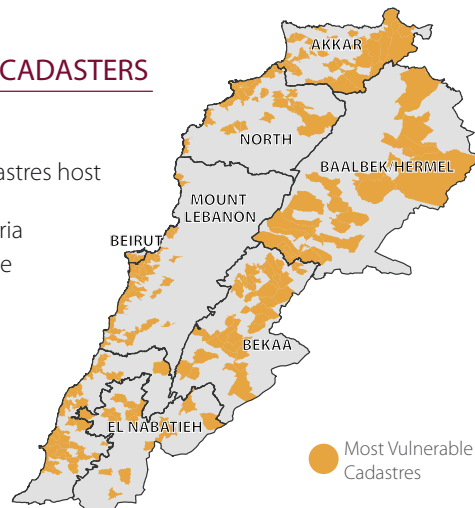 CADASTERS
astres host
ria
e
AKKAR
NORTH
BAALBEK/HERMEL
MOUNT
LEBANON
BEIRUT
BEKAA
EL NABATIEH
Most Vulnerable
Cadastres